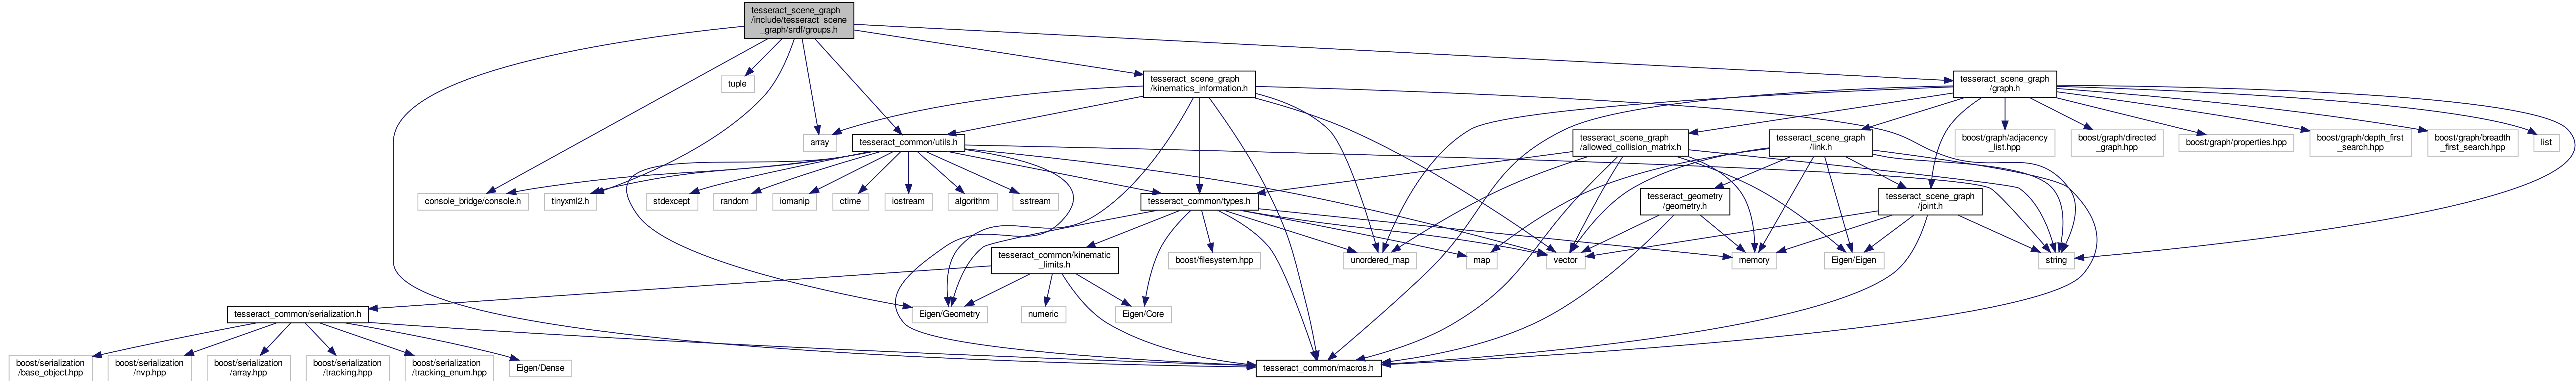 tesseract_scene_graph
/include/tesseract_scene
_graph/srdf/groups.h
tuple
tesseract_scene_graph
/kinematics_information.h
tesseract_scene_graph
/graph.h
array
tesseract_common/utils.h
tesseract_scene_graph
/allowed_collision_matrix.h
tesseract_scene_graph
/link.h
boost/graph/adjacency
_list.hpp
boost/graph/directed
_graph.hpp
boost/graph/properties.hpp
boost/graph/depth_first
_search.hpp
boost/graph/breadth
_first_search.hpp
list
console_bridge/console.h
tinyxml2.h
stdexcept
random
iomanip
ctime
iostream
algorithm
sstream
tesseract_common/types.h
tesseract_geometry
/geometry.h
tesseract_scene_graph
/joint.h
tesseract_common/kinematic
_limits.h
boost/filesystem.hpp
unordered_map
map
vector
memory
Eigen/Eigen
string
tesseract_common/serialization.h
Eigen/Geometry
numeric
Eigen/Core
boost/serialization
/base_object.hpp
boost/serialization
/nvp.hpp
boost/serialization
/array.hpp
boost/serialization
/tracking.hpp
boost/serialization
/tracking_enum.hpp
Eigen/Dense
tesseract_common/macros.h